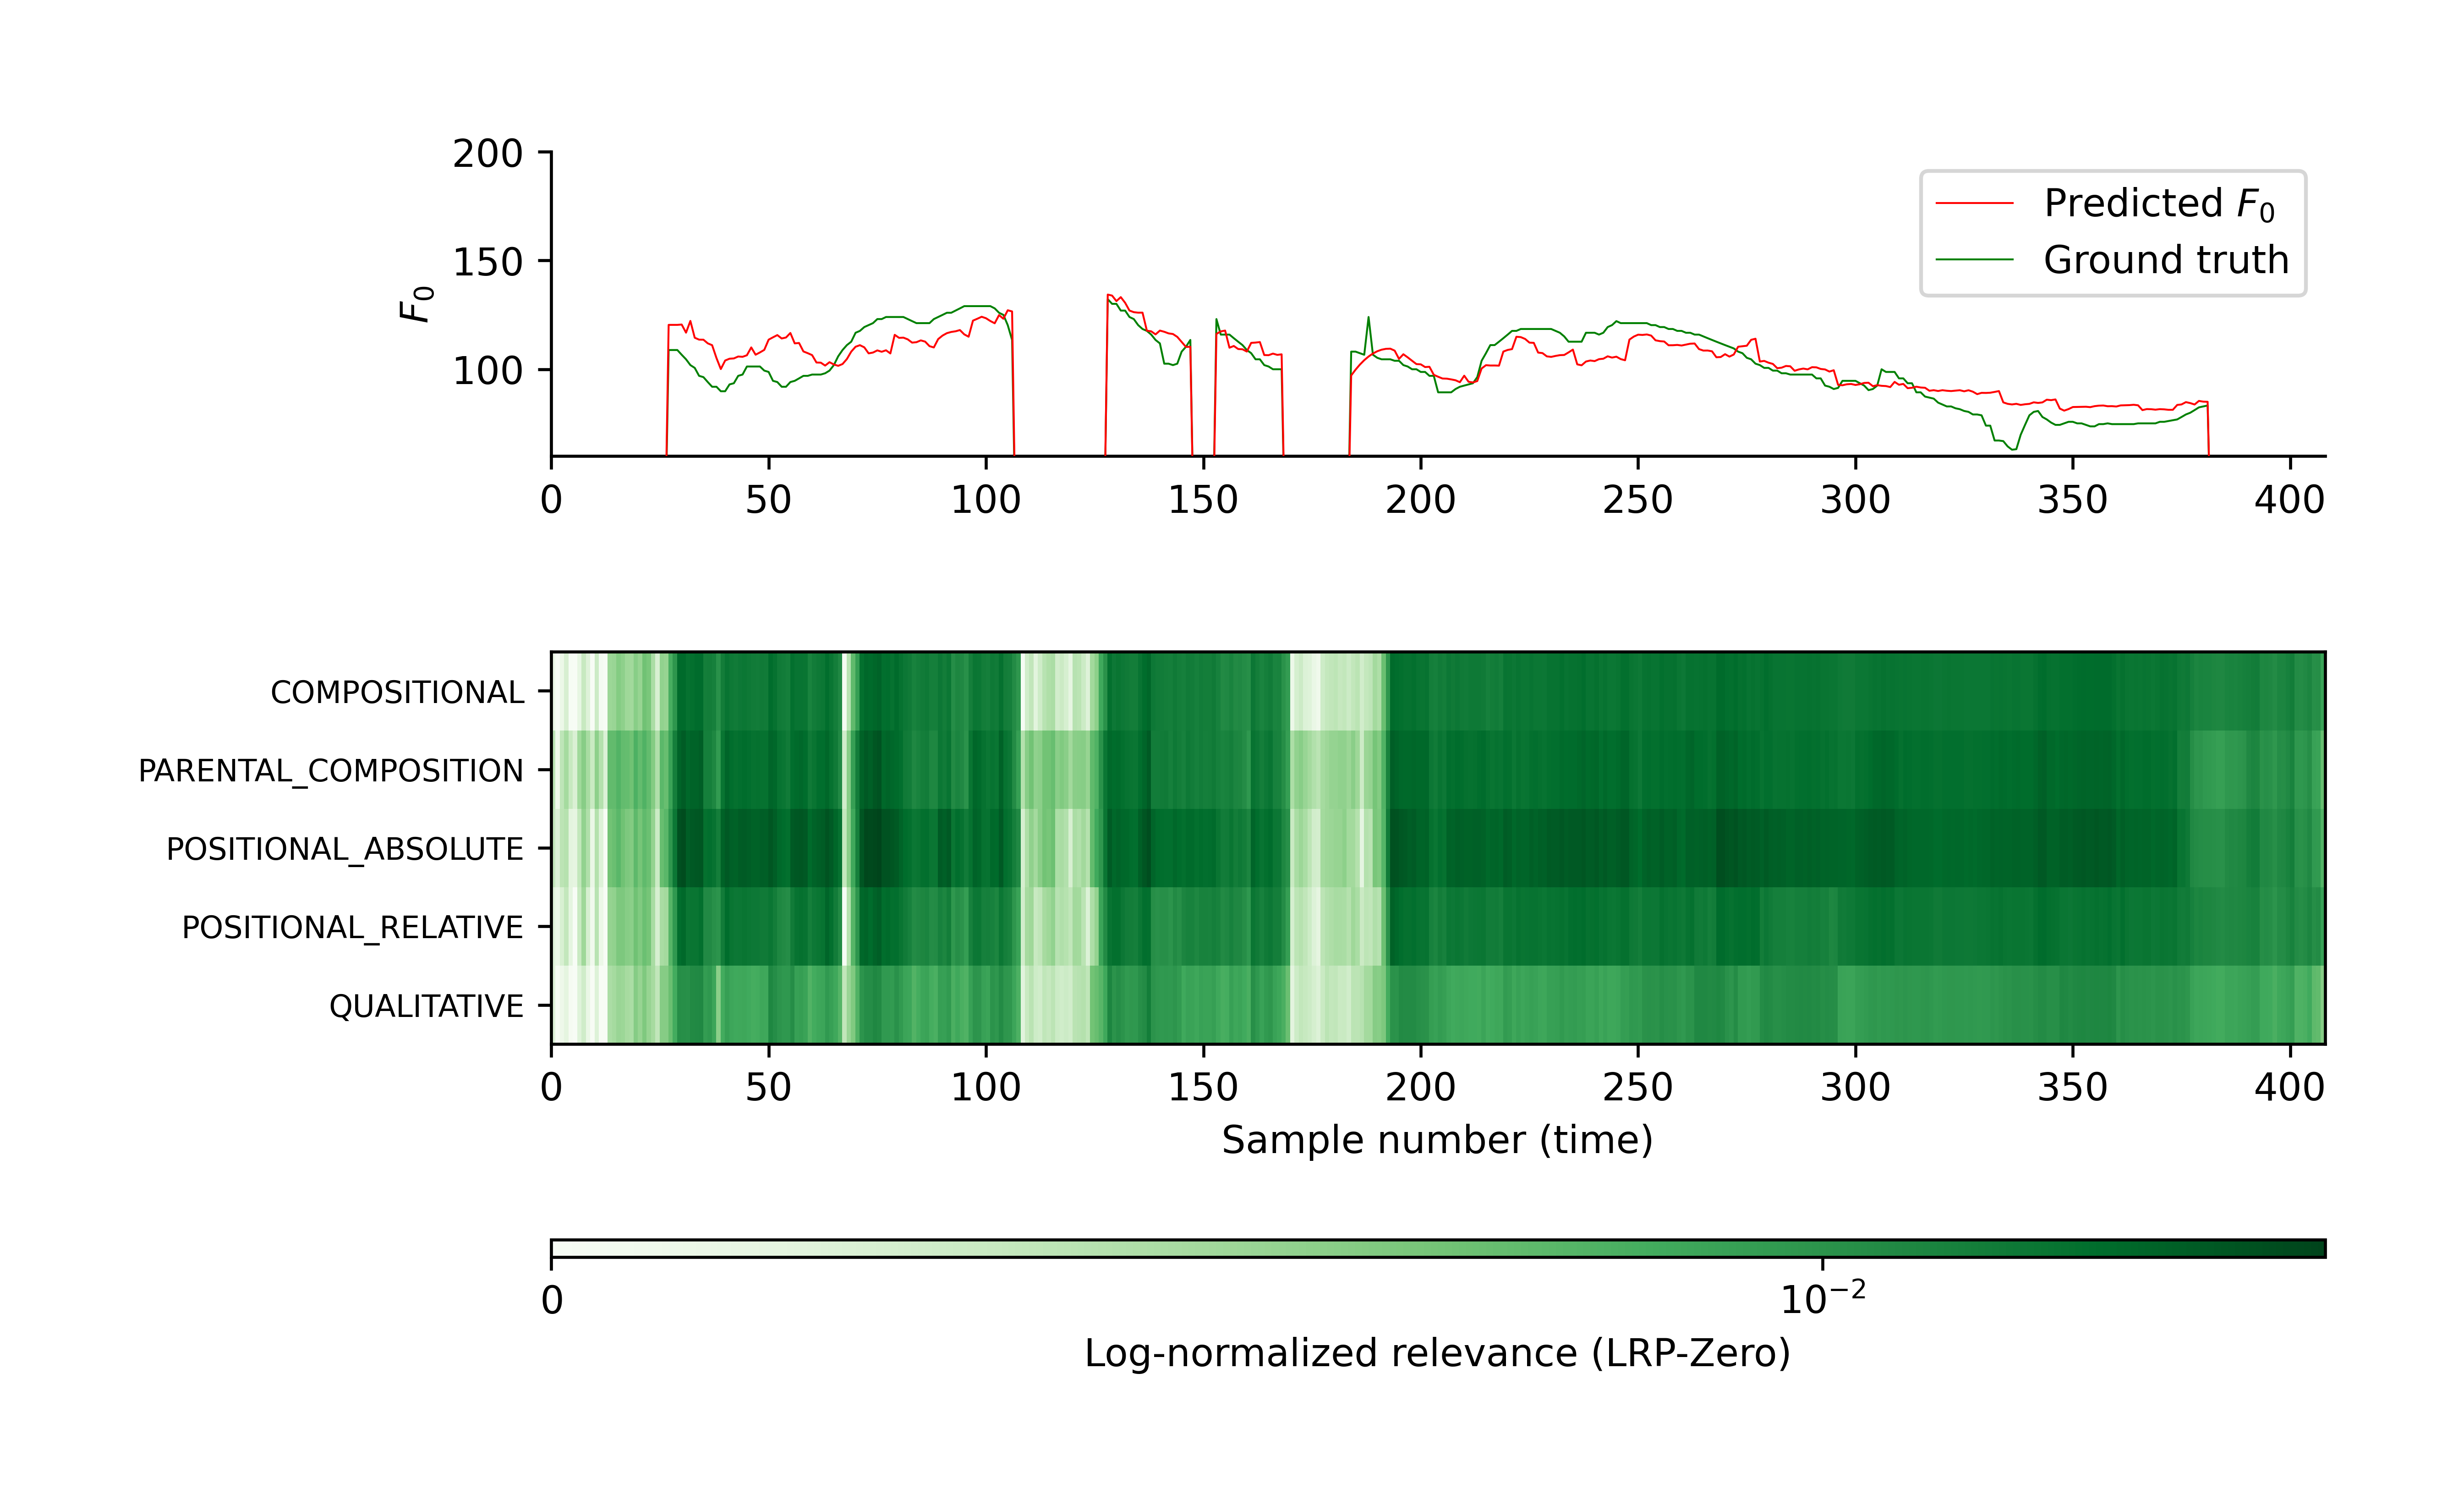 200
150
100
F₀
Predicted F₀
Ground truth
0 50 100 150 200 250 300 350 400
COMPOSITIONAL
PARENTAL_COMPOSITION
POSITIONAL_ABSOLUTE
POSITIONAL_RELATIVE
QUALITATIVE
0 50 100 150 200 250 300 350 400
Sample number (time)
0 10⁻²
Log-normalized relevance (LRP-Zero)